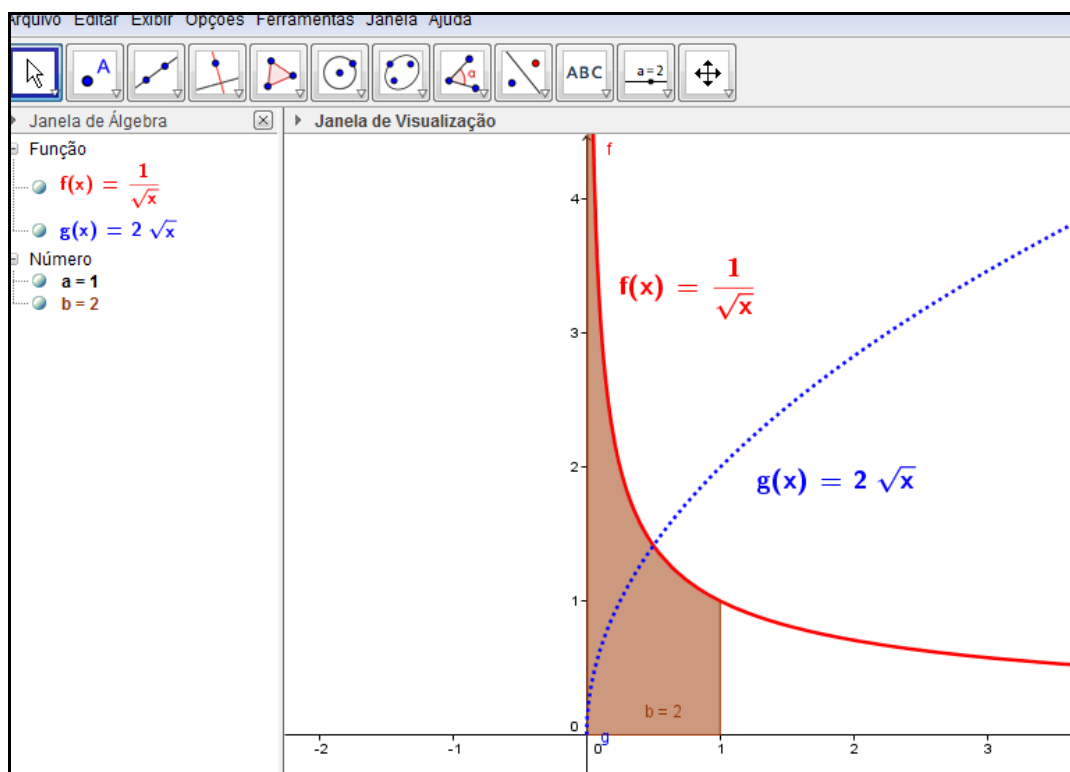 Arquivo Editar Exibir Opções Ferramentas Janela Ajuda
A
α
ABC
a=2
Janela de Álgebra
Janela de Visualização
Função
f(x) = 1/√x
g(x) = 2 √x
Número
a = 1
b = 2
f
4
f(x) = 1/√x
3
2
g(x) = 2 √x
1
b = 2
0
g
-2 -1 0 1 2 3